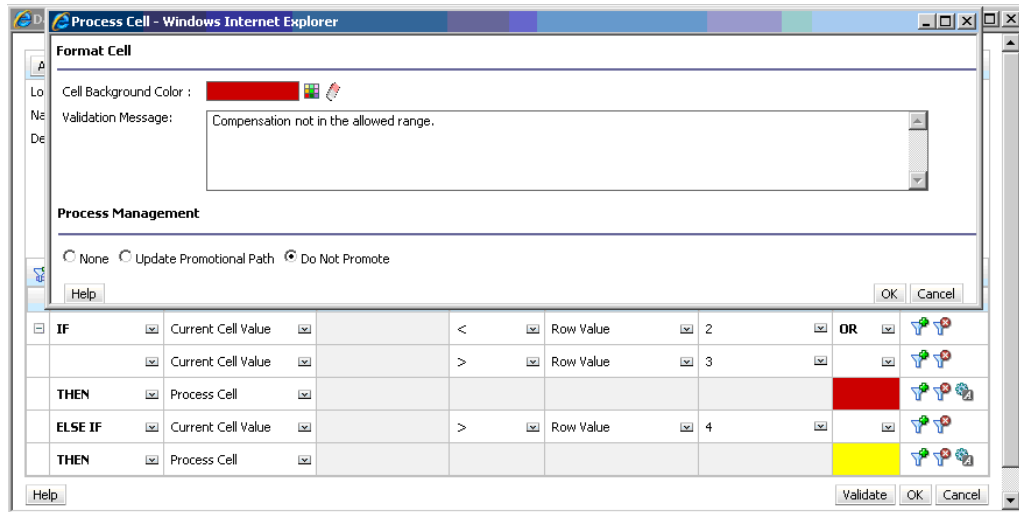 D
Process Cell - Windows Internet Explorer
Format Cell
A
Lo
Cell Background Color :
Na
Validation Message:
Compensation not in the allowed range.
De
Process Management
None Update Promotional Path Do Not Promote
Help OK Cancel
IF Current Cell Value < Row Value 2 OR
Current Cell Value > Row Value 3
THEN Process Cell
ELSE IF Current Cell Value > Row Value 4
THEN Process Cell
Help Validate OK Cancel